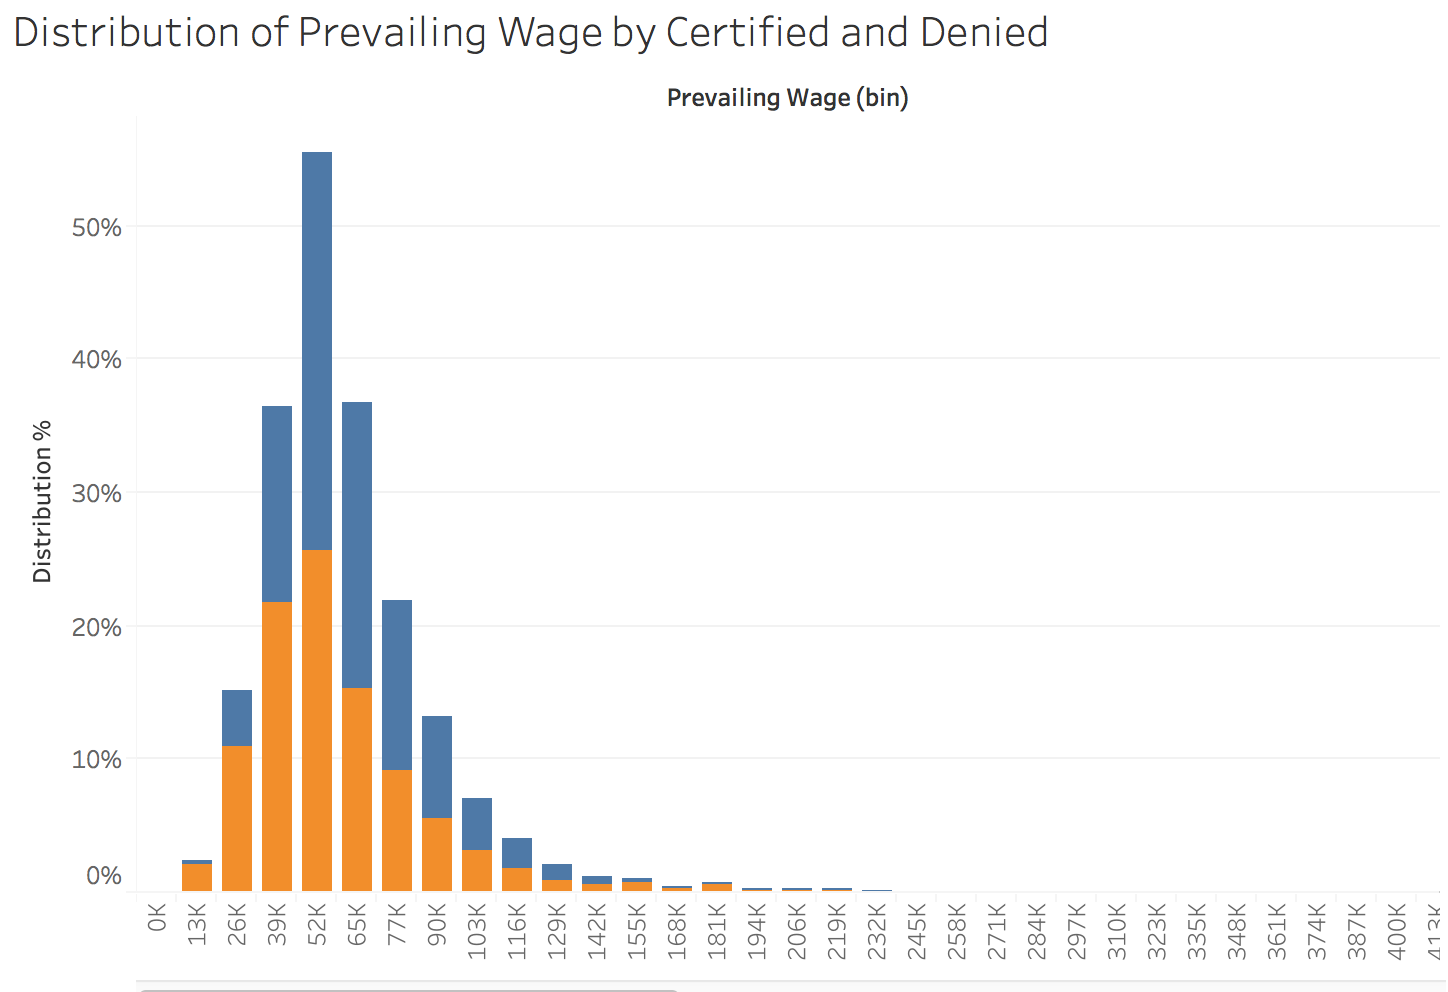 Distribution of Prevailing Wage by Certified and Denied
Prevailing Wage (bin)
Distribution %
50%
40%
30%
20%
10%
0%
0K
13K
26K
39K
52K
65K
77K
90K
103K
116K
129K
142K
155K
168K
181K
194K
206K
219K
232K
245K
258K
271K
284K
297K
310K
323K
335K
348K
361K
374K
387K
400K
413K